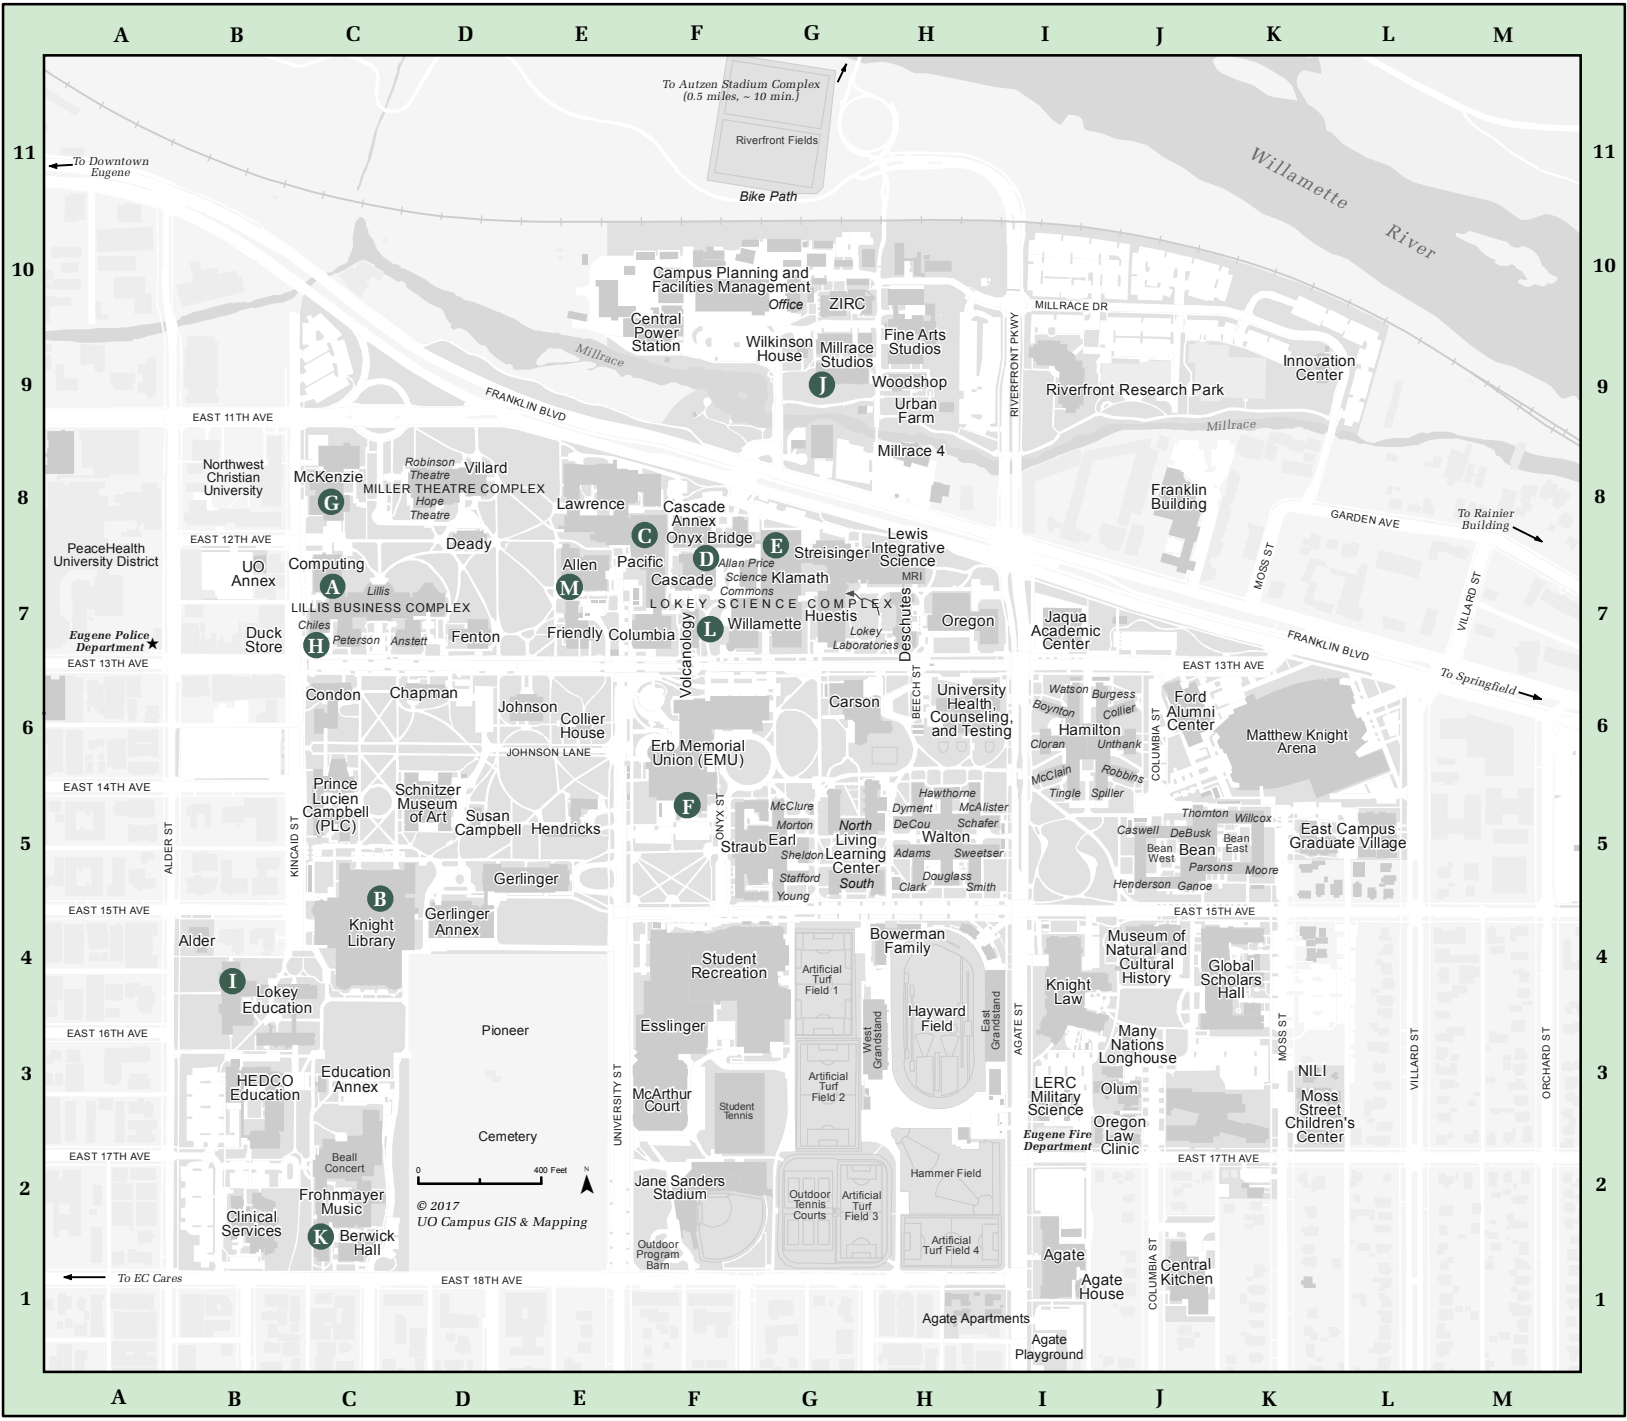 A B C D E F G H I J K L M
To Autzen Stadium Complex
(0.5 miles, ~ 10 min.)
Riverfront Fields
11
11
To Downtown
Eugene
Willamette
River
Bike Path
10
10
Campus Planning and
Facilities Management
Office
ZIRC
MILLRACE DR
Central
Power
Station
Fine Arts
Studios
Wilkinson
House
Millrace
Studios
Millrace
RIVERFRONT PKWY
Innovation
Center
9
9
J
Woodshop
Riverfront Research Park
FRANKLIN BLVD
Urban
Farm
EAST 11TH AVE
Millrace
Millrace 4
Northwest
Christian
University
McKenzie
G
Robinson
Theatre
Villard
MILLER THEATRE COMPLEX
Hope
Theatre
8
8
Lawrence
Cascade
Annex
Franklin
Building
GARDEN AVE
To Rainier
Building
EAST 12TH AVE
Deady
C
Onyx Bridge
D
E
Streisinger
Lewis
Integrative
Science
MRI
PeaceHealth
University District
UO
Annex
Computing
A
Lillis
LILLIS BUSINESS COMPLEX
Allen
M
Pacific
Cascade
Allan Price
Science
Commons
Klamath
MOSS ST
VILLARD ST
7
7
LOKEY SCIENCE COMPLEX
Chiles
H
Peterson
Anstett
Fenton
Friendly
Columbia
Volcanology
L
Willamette
Huestis
Lokey
Laboratories
Deschutes
Oregon
Jaqua
Academic
Center
Duck
Store
Eugene Police
Department
EAST 13TH AVE
EAST 13TH AVE
FRANKLIN BLVD
To Springfield
Condon
Chapman
Johnson
Collier
House
Carson
BEECH ST
University
Health,
Counseling,
and Testing
Watson
Burgess
Boynton
Collier
Hamilton
Cloran
Unthank
McClain
Robbins
Tingle
Spiller
COLUMBIA ST
Ford
Alumni
Center
Matthew Knight
Arena
6
6
JOHNSON LANE
Erb Memorial
Union (EMU)
EAST 14TH AVE
Prince
Lucien
Campbell
(PLC)
Schnitzer
Museum
of Art
Susan
Campbell
Hendricks
F
ONYX ST
Straub
McClure
Morton
Earl
Sheldon
Stafford
Young
North
Living
Learning
Center
South
Hawthorne
Dyment
McAlister
DeCou
Schafer
Walton
Adams
Sweetser
Douglass
Clark
Smith
Thornton
Willcox
Caswell
DeBusk
Bean
West
Bean
Bean
East
Parsons
Moore
Henderson
Ganoe
East Campus
Graduate Village
5
5
ALDER ST
KINCAID ST
Gerlinger
B
Knight
Library
Gerlinger
Annex
EAST 15TH AVE
EAST 15TH AVE
Alder
4
4
I
Lokey
Education
Student
Recreation
Artificial
Turf
Field 1
Bowerman
Family
Hayward
Field
West
Grandstand
East
Grandstand
AGATE ST
Knight
Law
Museum of
Natural and
Cultural
History
Global
Scholars
Hall
Many
Nations
Longhouse
MOSS ST
VILLARD ST
ORCHARD ST
EAST 16TH AVE
Pioneer
Esslinger
3
3
HEDCO
Education
Education
Annex
UNIVERSITY ST
McArthur
Court
Student
Tennis
Artificial
Turf
Field 2
LERC
Military
Science
Olum
NILI
Moss
Street
Children's
Center
Cemetery
Eugene Fire
Department
Oregon
Law
Clinic
EAST 17TH AVE
EAST 17TH AVE
Beall
Concert
0
400 Feet
N
Hammer Field
2
2
Frohnmayer
Music
© 2017
UO Campus GIS & Mapping
Jane Sanders
Stadium
Outdoor
Tennis
Courts
Artificial
Turf
Field 3
Clinical
Services
K
Berwick
Hall
Outdoor
Program
Barn
Artificial
Turf Field 4
Agate
COLUMBIA ST
Central
Kitchen
To EC Cares
EAST 18TH AVE
Agate
House
1
1
Agate Apartments
Agate
Playground
A B C D E F G H I J K L M